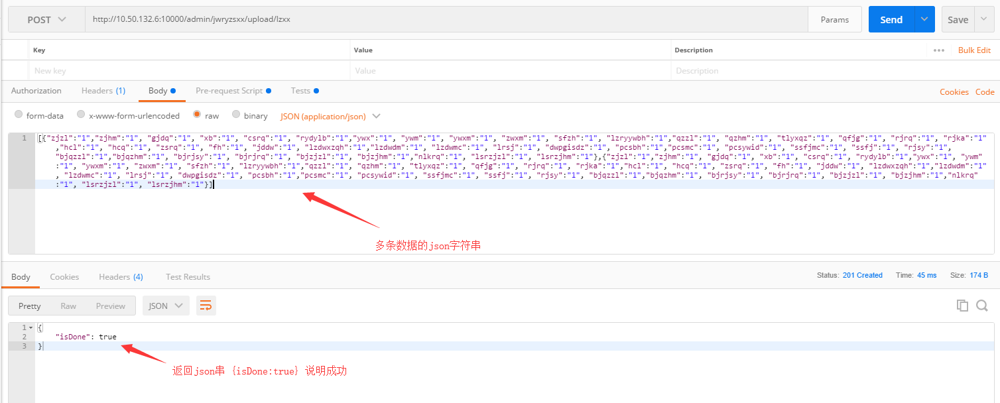 POST http://10.50.132.6:10000/admin/jwryzsxx/upload/lzxx Params Send Save
Key Value Description Bulk Edit
New key Value Description
Authorization Headers (1) Body Pre-request Script Tests Cookies Code
form-data x-www-form-urlencoded raw binary JSON (application/json)
1 [{"zjzl":"1","zjhm":"1", "gjdq":"1", "xb":"1", "csrq":"1", "rydylb":"1","ywx":"1", "ywm":"1", "ywxm":"1", "zwxm":"1", "sfzh":"1", "lzryywbh":"1","qzzl":"1", "qzhm":"1", "tlyxqz":"1", "qfjg":"1", "rjrq":"1", "rjka":"1"
,"hcl":"1", "hcq":"1", "zsrq":"1", "fh":"1", "jddw":"1", "lzdwxzqh":"1","lzdwdm":"1", "lzdwmc":"1", "lrsj":"1", "dwpgisdz":"1", "pcsbh":"1","pcsmc":"1", "pcsywid":"1", "ssfjmc":"1", "ssfj":"1", "rjsy":"1",
"bjqzzl":"1","bjqzhm":"1", "bjrjsy":"1", "bjrjrq":"1", "bjzjzl":"1", "bjzjhm":"1","nlkrq":"1", "lsrzjzl":"1", "lsrzjhm":"1"},{"zjzl":"1","zjhm":"1", "gjdq":"1", "xb":"1", "csrq":"1", "rydylb":"1","ywx":"1", "ywm"
:"1", "ywxm":"1", "zwxm":"1", "sfzh":"1", "lzryywbh":"1","qzzl":"1", "qzhm":"1", "tlyxqz":"1", "qfjg":"1", "rjrq":"1", "rjka":"1","hcl":"1", "hcq":"1", "zsrq":"1", "fh":"1", "jddw":"1", "lzdwxzqh":"1","lzdwdm":"1"
, "lzdwmc":"1", "lrsj":"1", "dwpgisdz":"1", "pcsbh":"1","pcsmc":"1", "pcsywid":"1", "ssfjmc":"1", "ssfj":"1", "rjsy":"1", "bjqzzl":"1","bjqzhm":"1", "bjrjsy":"1", "bjrjrq":"1", "bjzjzl":"1", "bjzjhm":"1","nlkrq"
:"1", "lsrzjzl":"1", "lsrzjhm":"1"}]
多条数据的json字符串
Body Cookies Headers (4) Test Results Status: 201 Created Time: 45 ms Size: 174 B
Pretty Raw Preview JSON
1 {
2 "isDone": true
3 }
返回json串 {isDone:true} 说明成功